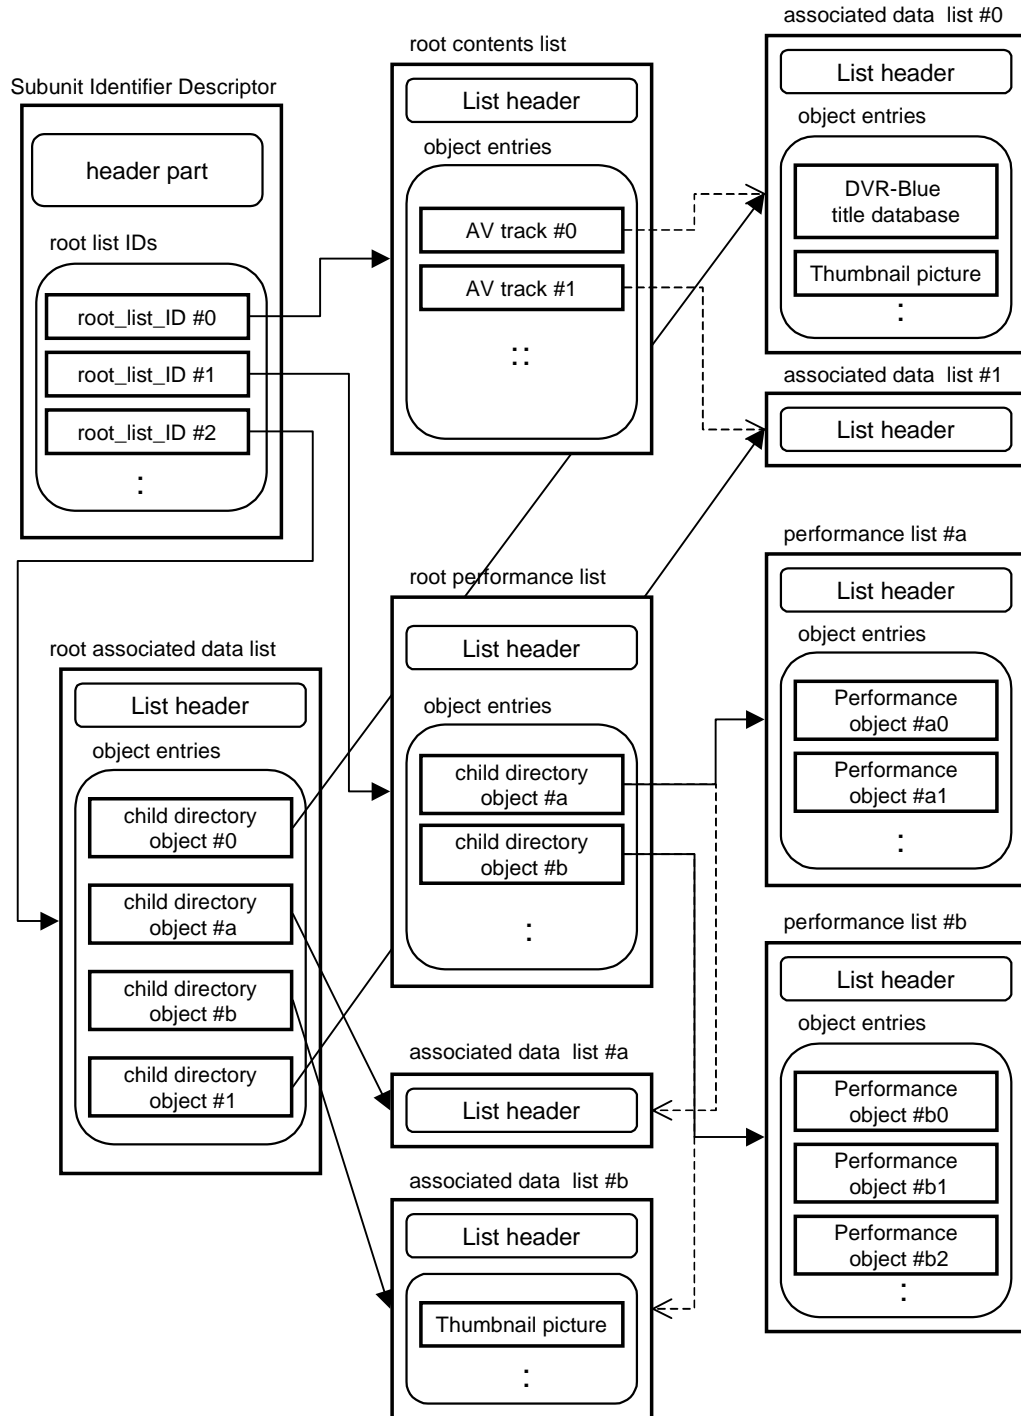 Subunit Identifier Descriptor
header part
root list IDs
root_list_ID #0
root_list_ID #1
root_list_ID #2
:
root associated data list
List header
object entries
child directory
object #0
child directory
object #a
child directory
object #b
child directory
object #1
root contents list
List header
object entries
AV track #0
AV track #1
: :
root performance list
List header
object entries
child directory
object #a
child directory
object #b
:
associated data list #a
List header
associated data list #b
List header
Thumbnail picture
:
associated data list #0
List header
object entries
DVR-Blue
title database
Thumbnail picture
:
associated data list #1
List header
performance list #a
List header
object entries
Performance
object #a0
Performance
object #a1
:
performance list #b
List header
object entries
Performance
object #b0
Performance
object #b1
Performance
object #b2
: